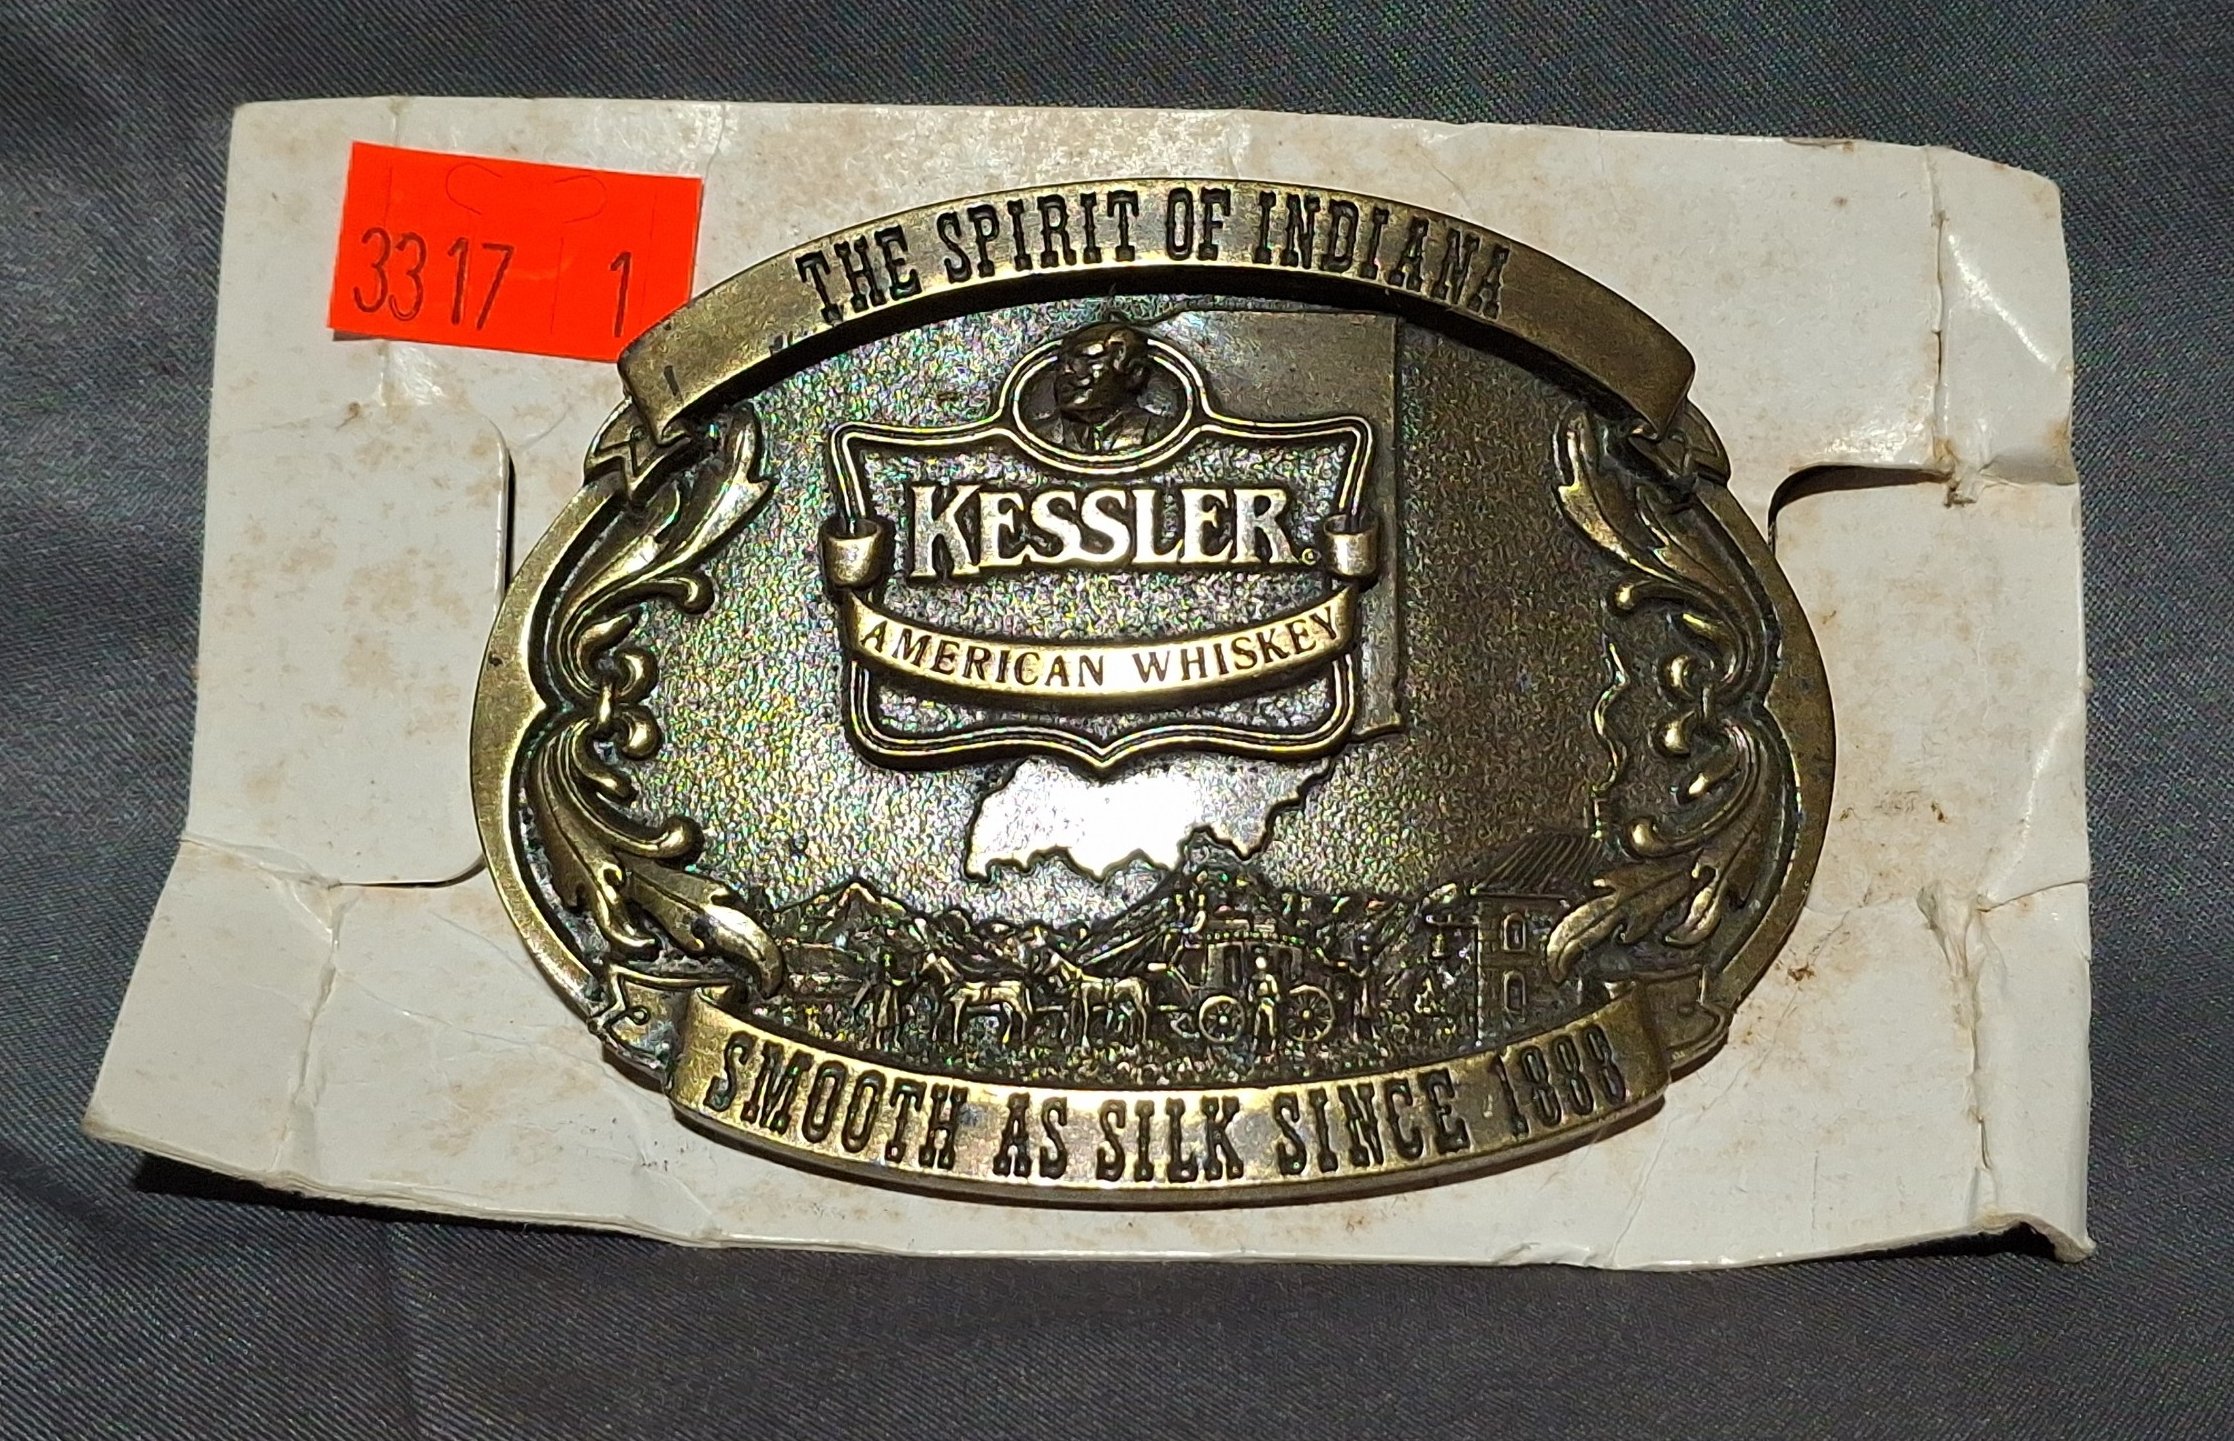 3317 1
THE SPIRIT OF INDIANA
KESSLER®
AMERICAN WHISKEY
SMOOTH AS SILK SINCE 1888